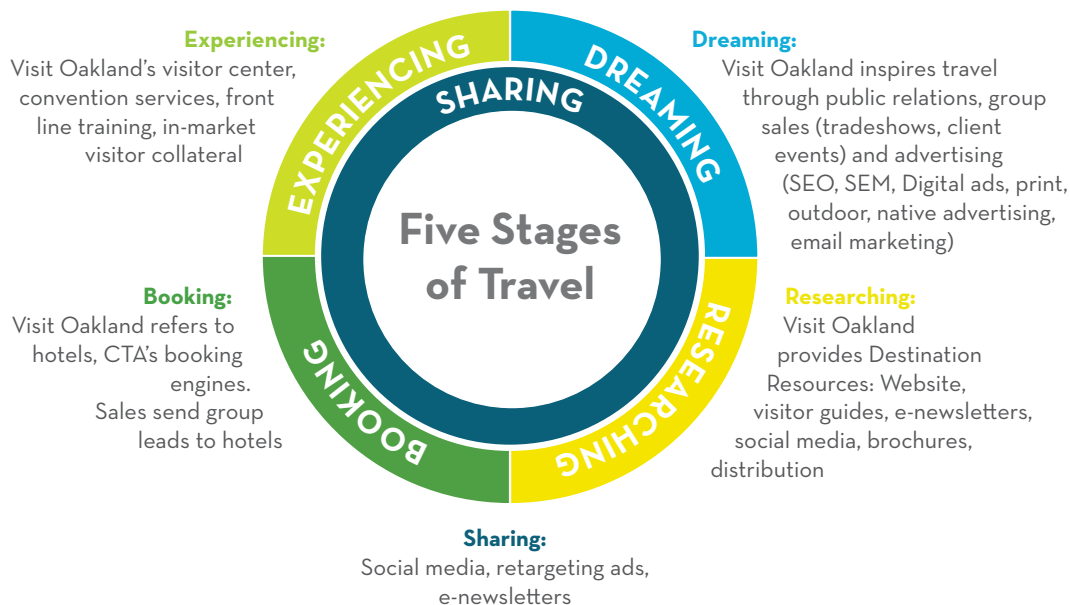 EXPERIENCING
DREAMING
SHARING
RESEARCHING
BOOKING
Five Stages
of Travel
Experiencing:
Visit Oakland’s visitor center,
convention services, front
line training, in-market
visitor collateral
Dreaming:
Visit Oakland inspires travel
through public relations, group
sales (tradeshows, client
events) and advertising
(SEO, SEM, Digital ads, print,
outdoor, native advertising,
email marketing)
Booking:
Visit Oakland refers to
hotels, CTA’s booking
engines.
Sales send group
leads to hotels
Researching:
Visit Oakland
provides Destination
Resources: Website,
visitor guides, e-newsletters,
social media, brochures,
distribution
Sharing:
Social media, retargeting ads,
e-newsletters